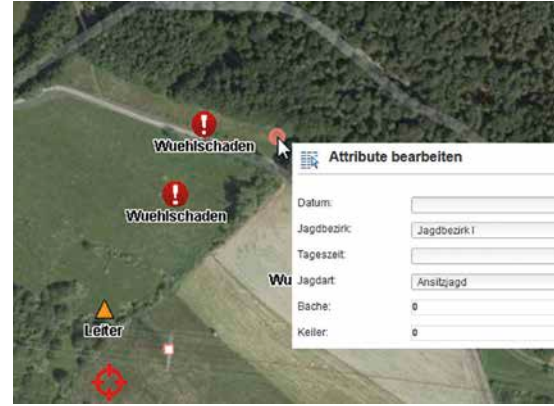 Wuehlschaden
Attribute bearbeiten
Datum:
Wuehlschaden
Jagdbezirk:
Jagdbezirk I
Tageszeit:
Wu
Jagdart:
Ansitzjagd
Bache:
0
Leiter
Keiler:
0